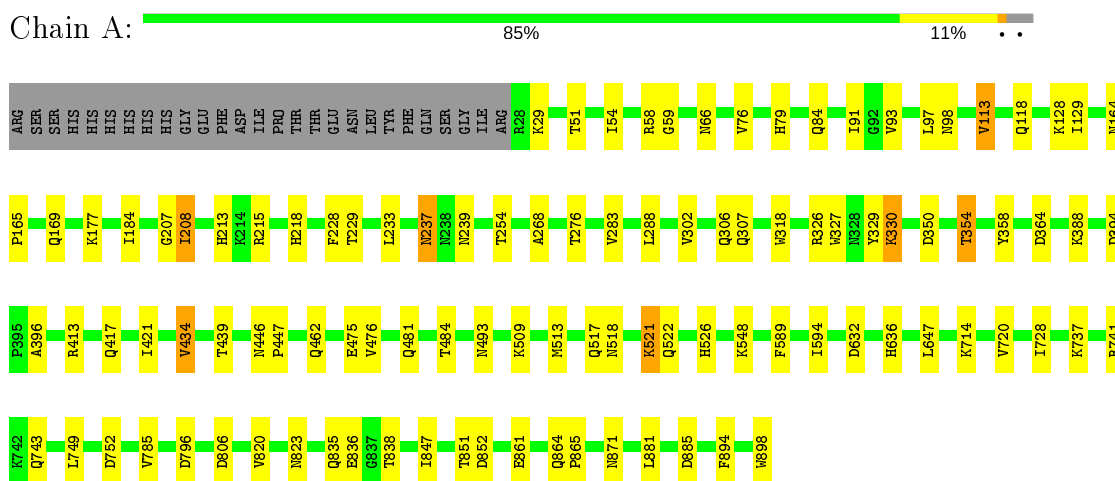 Chain A:
85% 11% • •
ARG SER SER HIS HIS HIS HIS HIS HIS GLY GLU PHE ASP ILE PRO THR THR GLU ASN LEU TYR PHE GLN SER GLY ILE ARG R28 K29 T51 I54 R58 G59 N66 V76 H79 Q84 I91 G92 V93 L97 N98 V113 Q118 K128 I129 N164
P165 Q169 K177 I184 G207 I208 H213 K214 R215 H218 F228 T229 L233 N237 N238 N239 T254 A268 T276 V283 L288 V302 Q306 Q307 W318 R326 W327 N328 Y329 K330 D350 T354 Y358 D364 K388
P395 A396 R413 Q417 I421 V434 T439 N446 P447 Q462 E475 V476 Q481 T484 N493 K509 M513 Q517 N518 K521 Q522 H526 K548 F589 I594 D632 H636 L647 K714 V720 I728 K737
K742 Q743 L749 D752 V785 D796 D806 V820 N823 Q835 E836 G837 T838 I847 T851 D852 E861 Q864 P865 N871 L881 D885 F894 W898